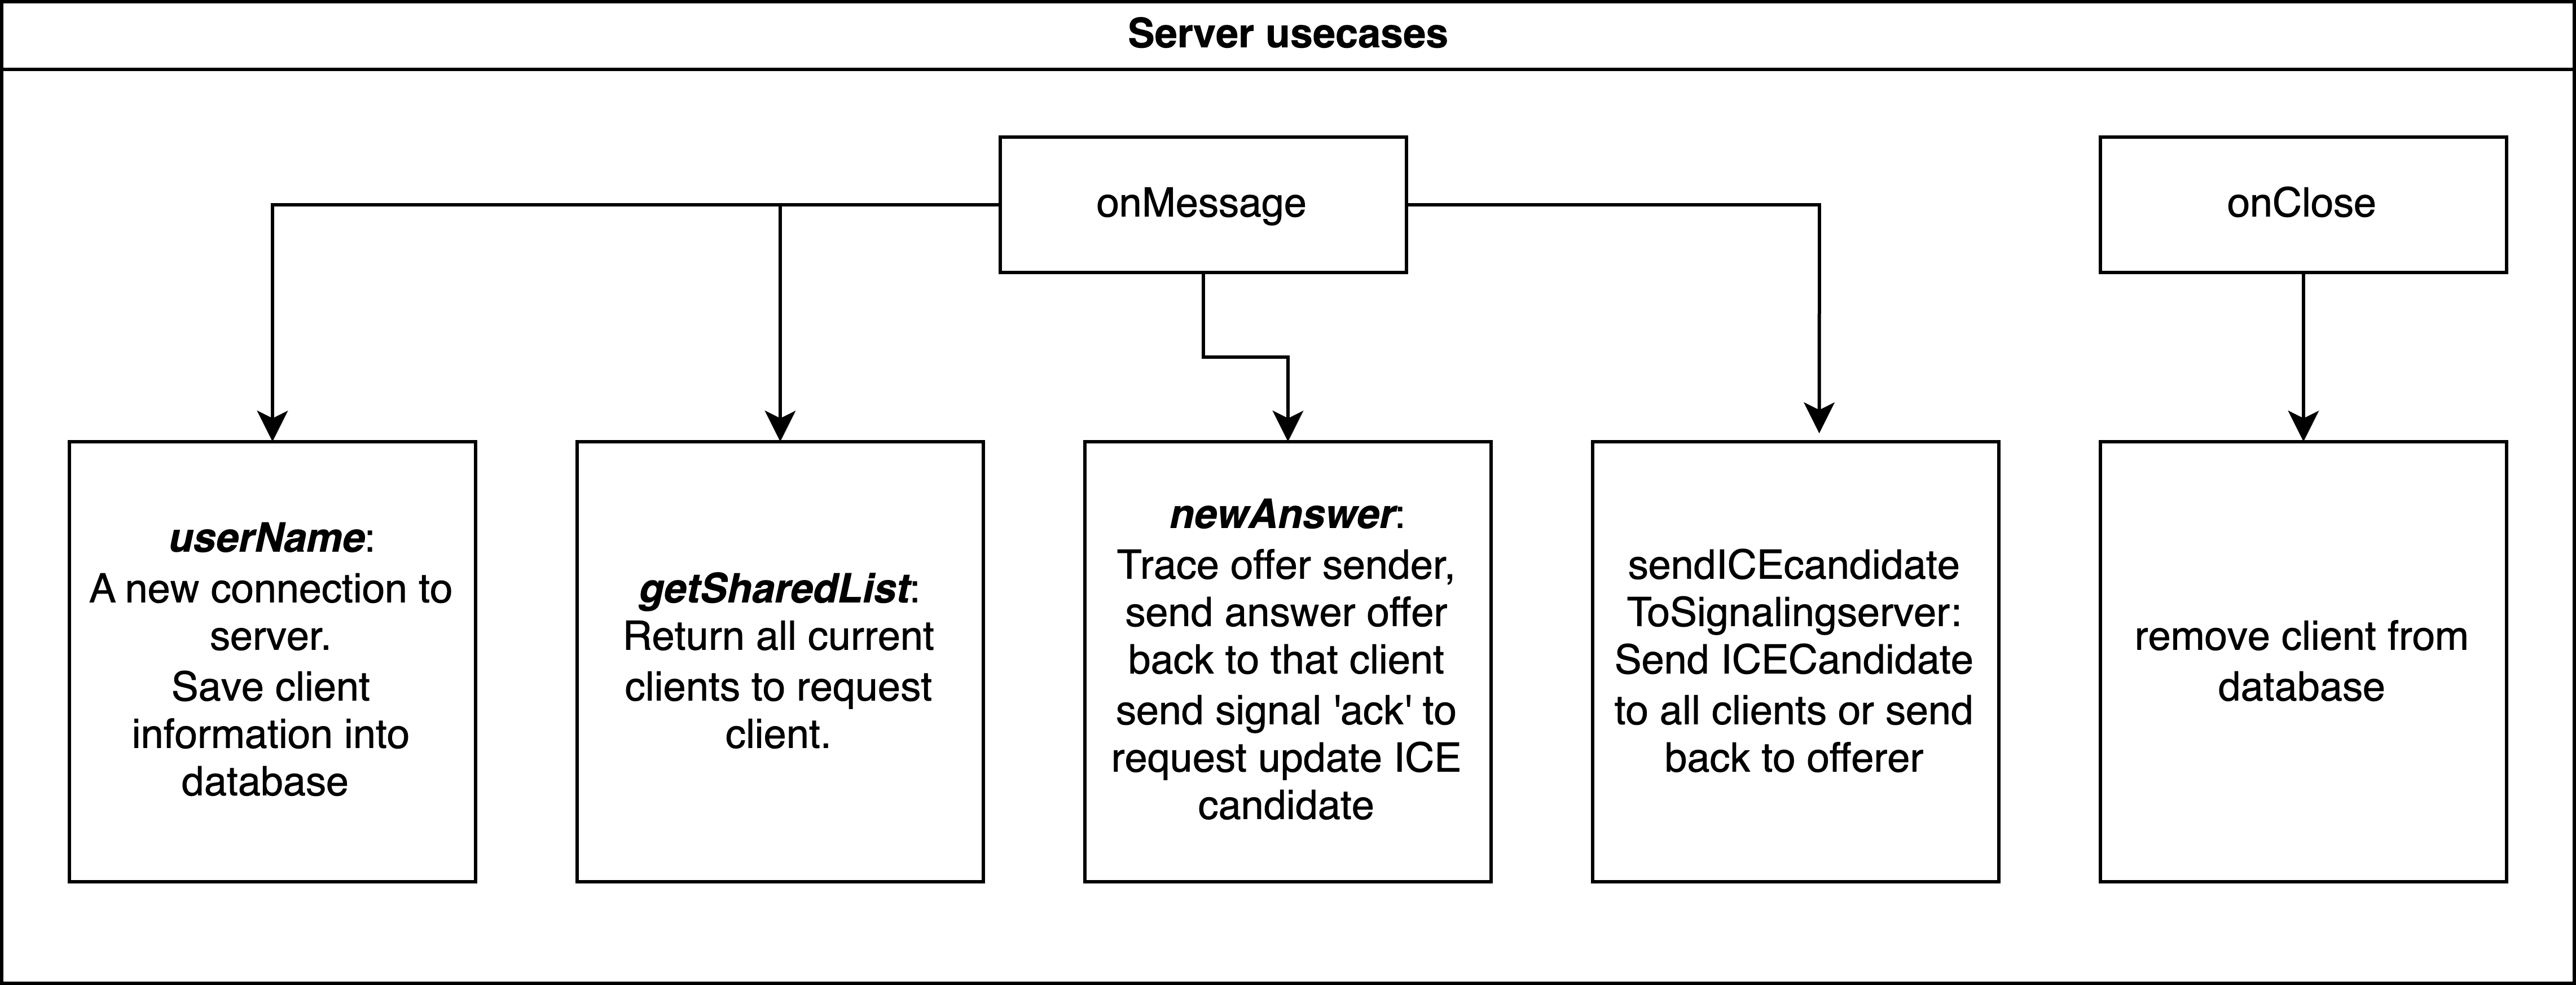 Server usecases
onMessage
onClose
userName:
A new connection to
server.
Save client
information into
database
getSharedList:
Return all current
clients to request
client.
newAnswer:
Trace offer sender,
send answer offer
back to that client
send signal 'ack' to
request update ICE
candidate
sendICEcandidate
ToSignalingserver:
Send ICECandidate
to all clients or send
back to offerer
remove client from
database